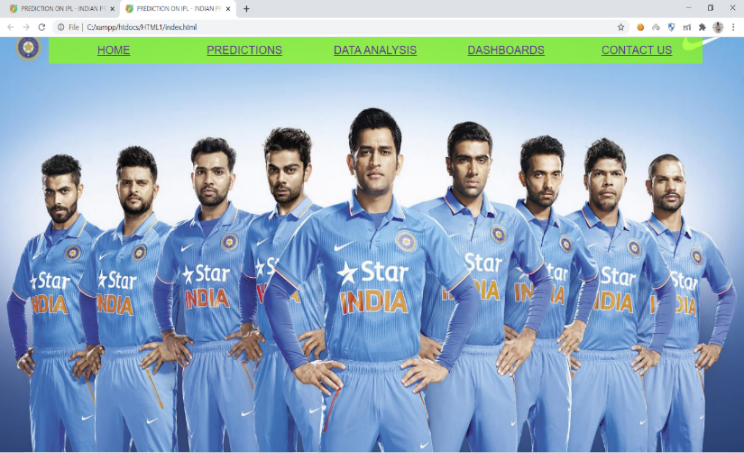 PREDICTION ON IPL - INDIAN P
PREDICTION ON IPL - INDIAN P
File | C:/xampp/htdocs/HTML1/index.html
HOME PREDICTIONS DATA ANALYSIS DASHBOARDS CONTACT US
Star Star Star Star Star Star Star Star
INDIA INDIA INDIA INDIA INDIA INDIA INDIA